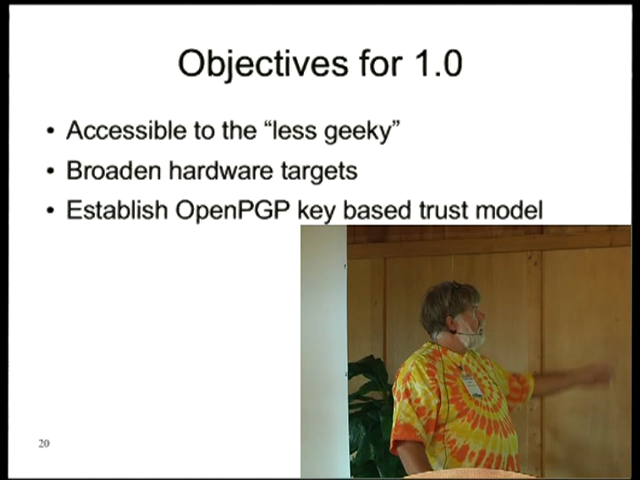 Objectives for 1.0
• Accessible to the “less geeky”
• Broaden hardware targets
• Establish OpenPGP key based trust model
20